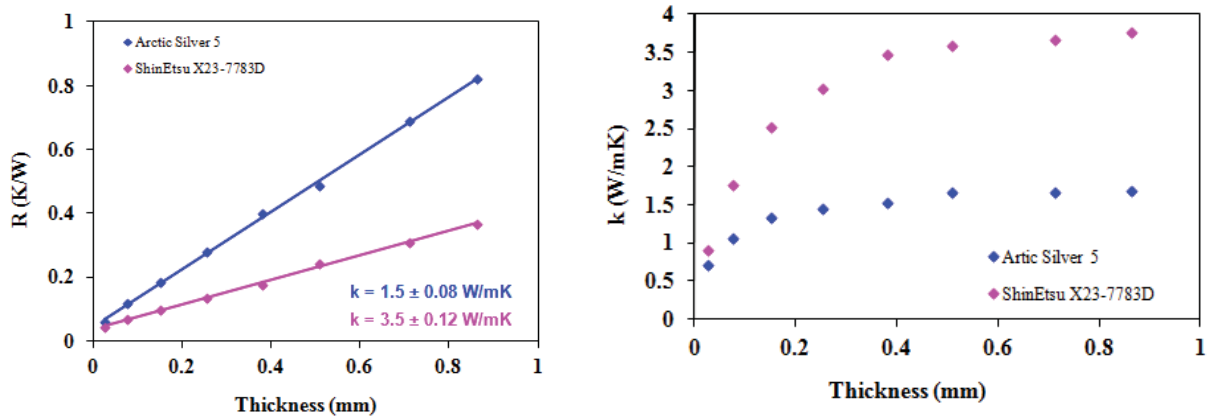 1
0.8
0.6
0.4
0.2
0
R (K/W)
Arctic Silver 5
ShinEtsu X23-7783D
k = 1.5 ± 0.08 W/mK
k = 3.5 ± 0.12 W/mK
0 0.2 0.4 0.6 0.8 1
Thickness (mm)
4
3.5
3
2.5
2
1.5
1
0.5
0
k (W/mK)
Artic Silver 5
ShinEtsu X23-7783D
0 0.2 0.4 0.6 0.8 1
Thickness (mm)